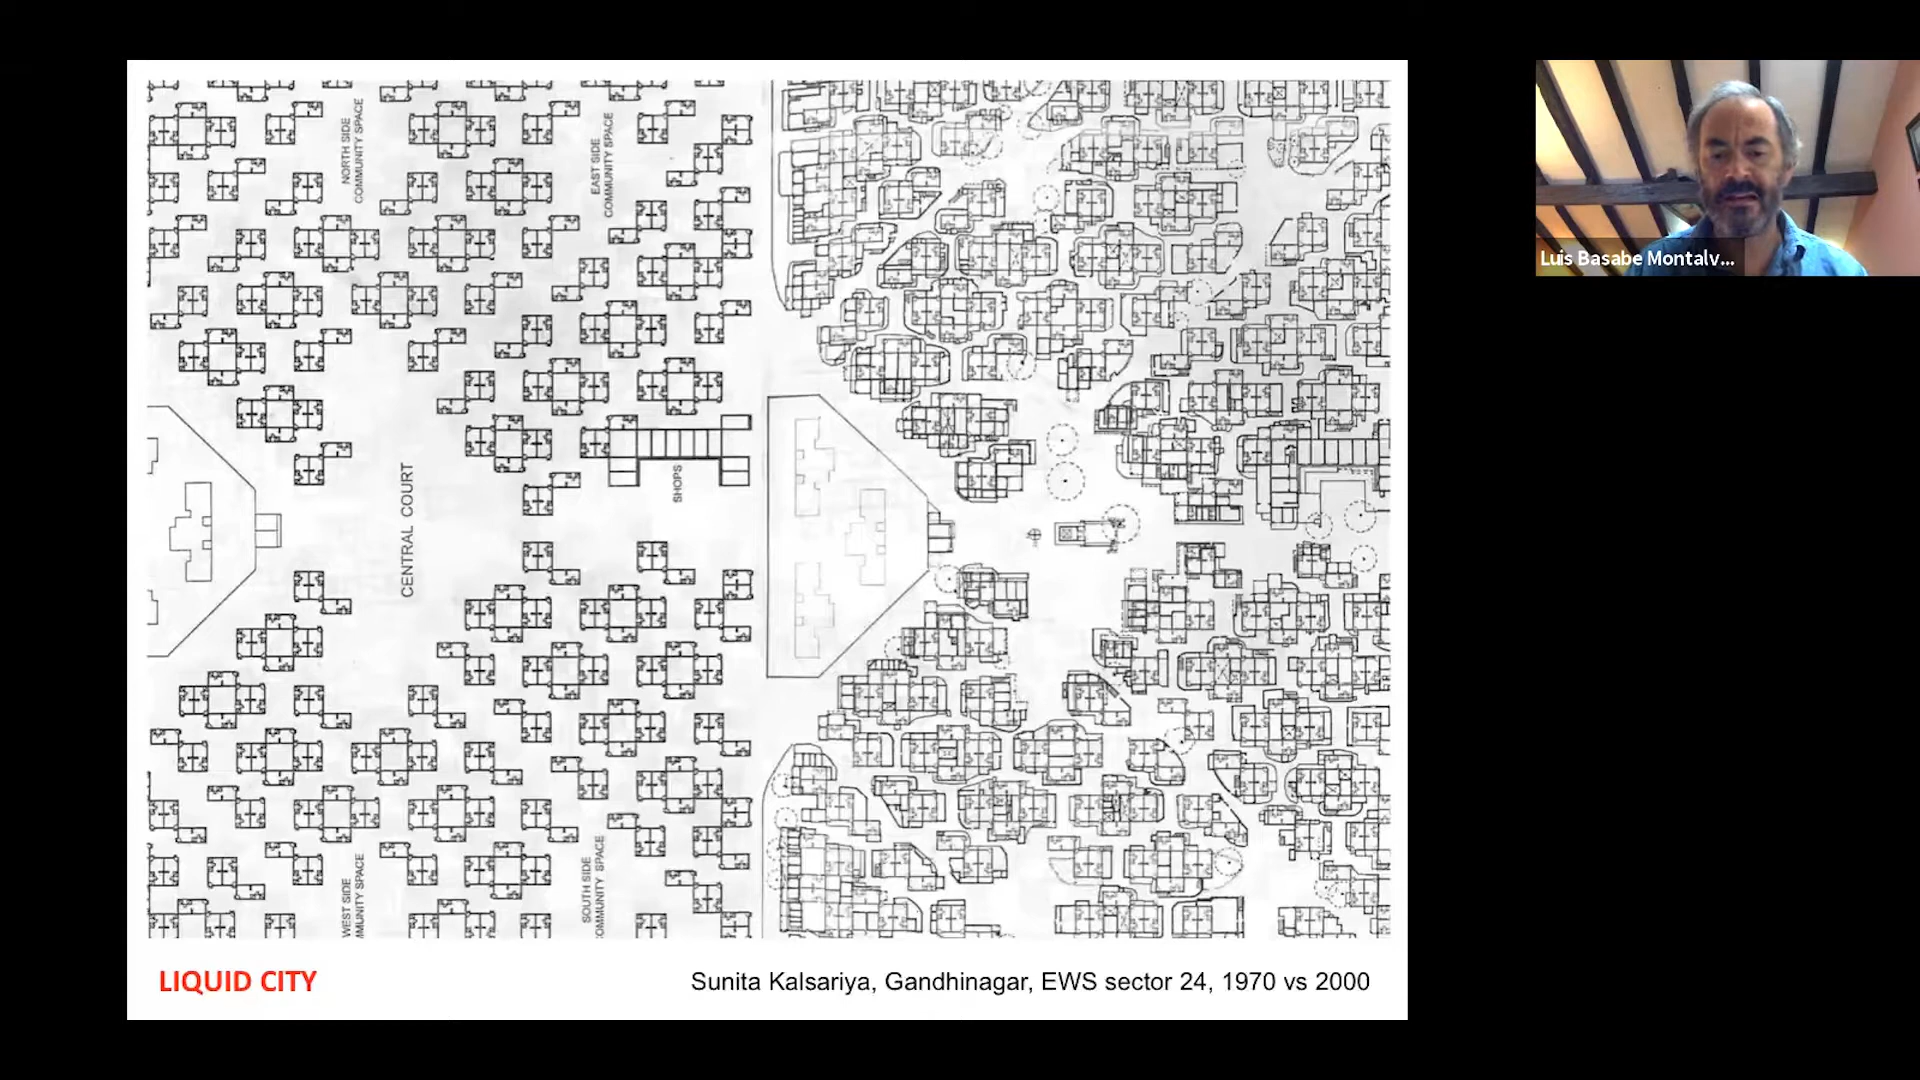 NORTH SIDE
COMMUNITY SPACE
EAST SIDE
COMMUNITY SPACE
CENTRAL COURT
SHOPS
WEST SIDE
MUNITY SPACE
SOUTH SIDE
COMMUNITY SPACE
LIQUID CITY
Sunita Kalsariya, Gandhinagar, EWS sector 24, 1970 vs 2000
Luis Basabe Montalv...